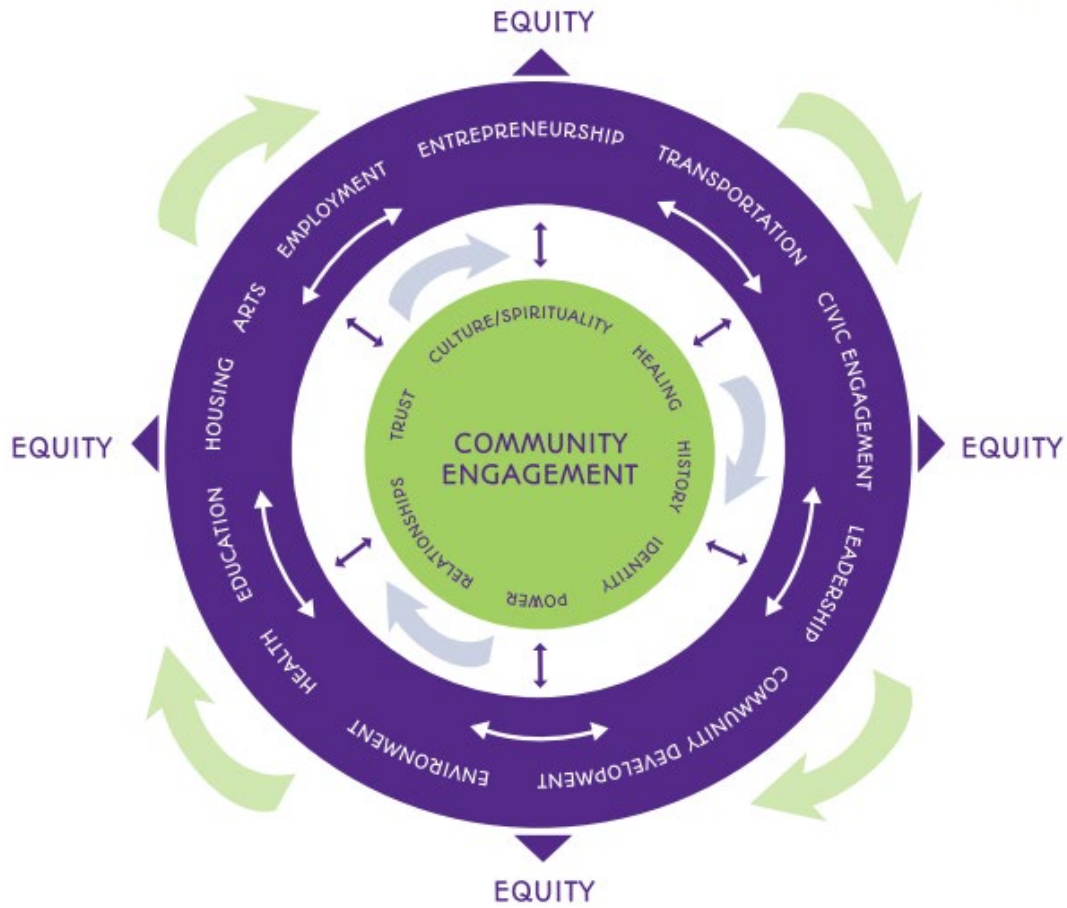 EQUITY
ENTREPRENEURSHIP
TRANSPORTATION
CIVIC ENGAGEMENT
LEADERSHIP
COMMUNITY DEVELOPMENT
ENVIRONMENT
HEALTH
EDUCATION
HOUSING
ARTS
EMPLOYMENT
EQUITY
EQUITY
CULTURE/SPIRITUALITY
HEALING
HISTORY
IDENTITY
POWER
RELATIONSHIPS
TRUST
COMMUNITY
ENGAGEMENT
EQUITY